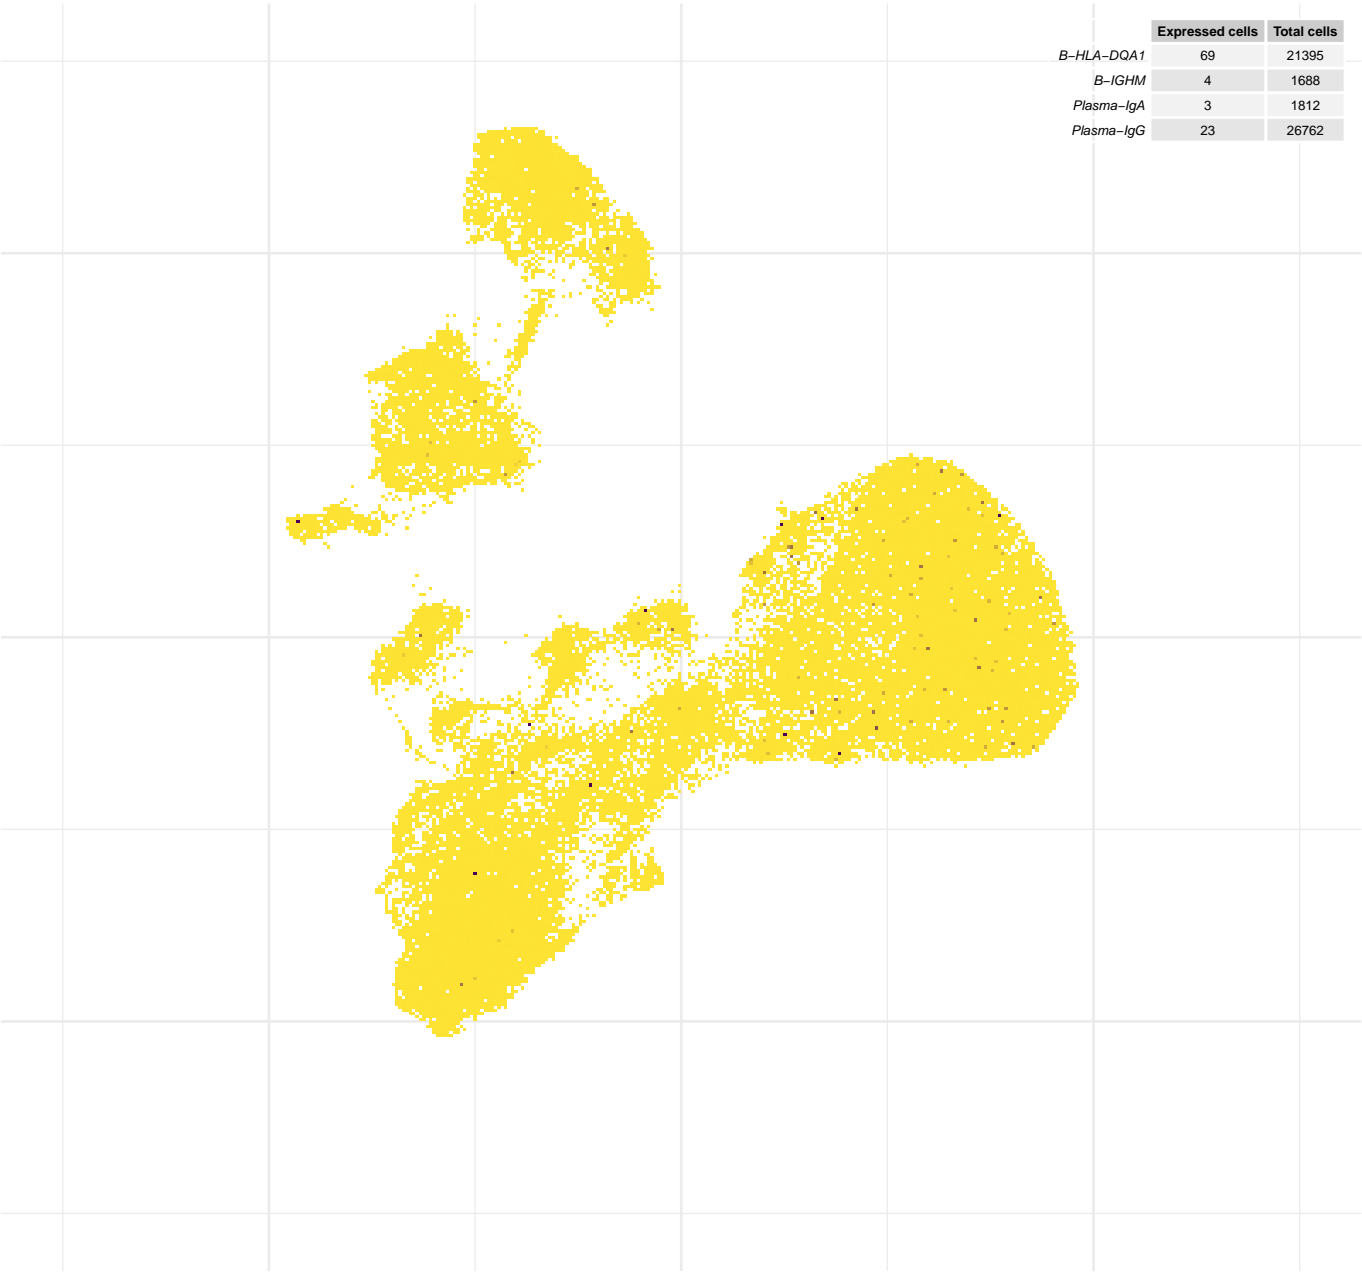 Expressed cells Total cells
B−HLA−DQA1 69 21395
B−IGHM 4 1688
Plasma−IgA 3 1812
Plasma−IgG 23 26762